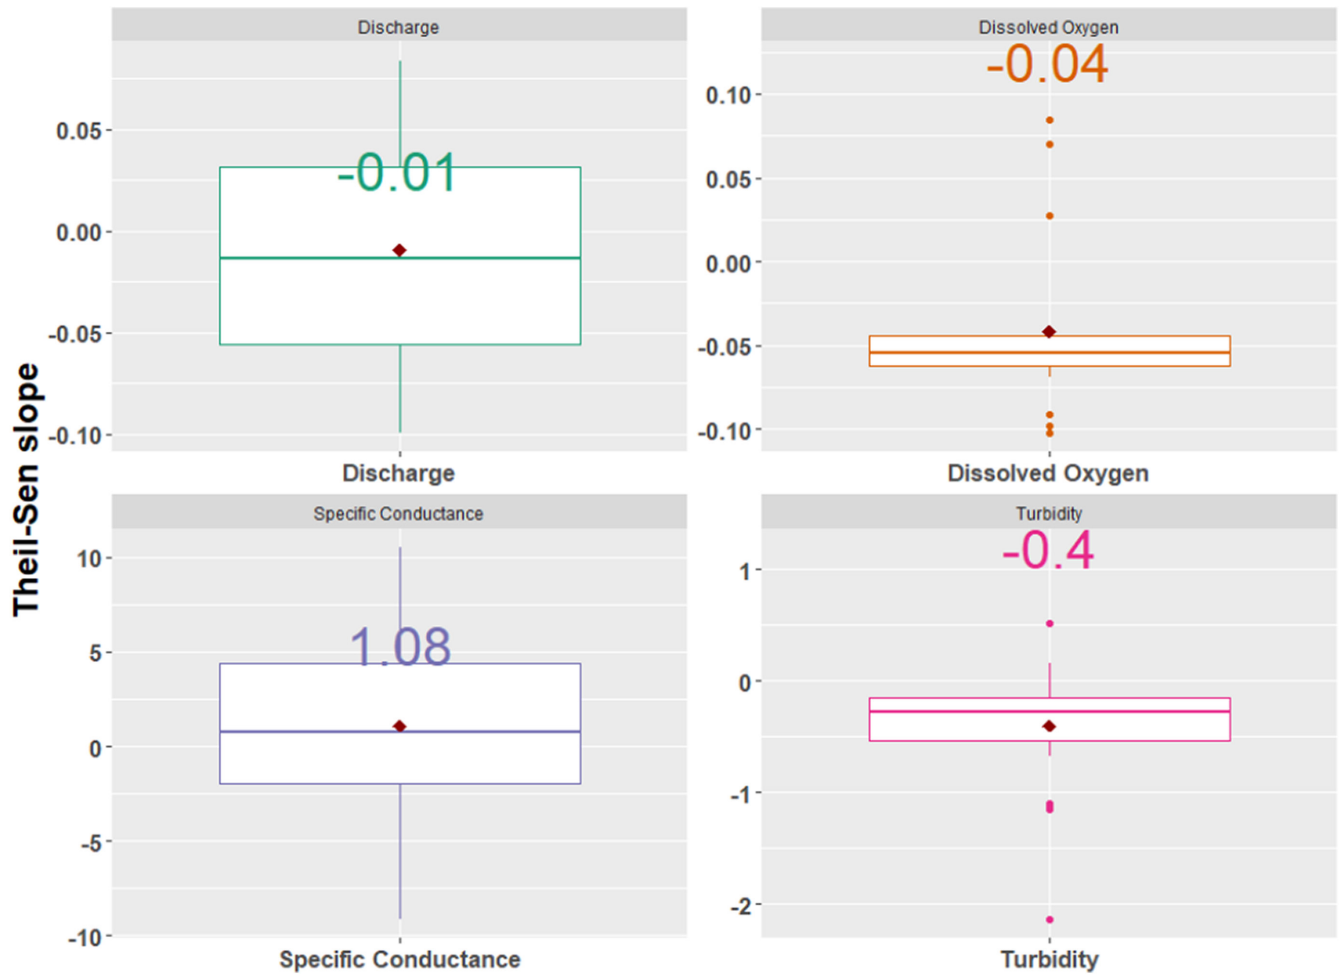 Theil-Sen slope
Discharge
-0.01
0.05
0.00
-0.05
-0.10
Discharge
Dissolved Oxygen
-0.04
0.10
0.05
0.00
-0.05
-0.10
Dissolved Oxygen
Specific Conductance
1.08
10
5
0
-5
-10
Specific Conductance
Turbidity
-0.4
1
0
-1
-2
Turbidity